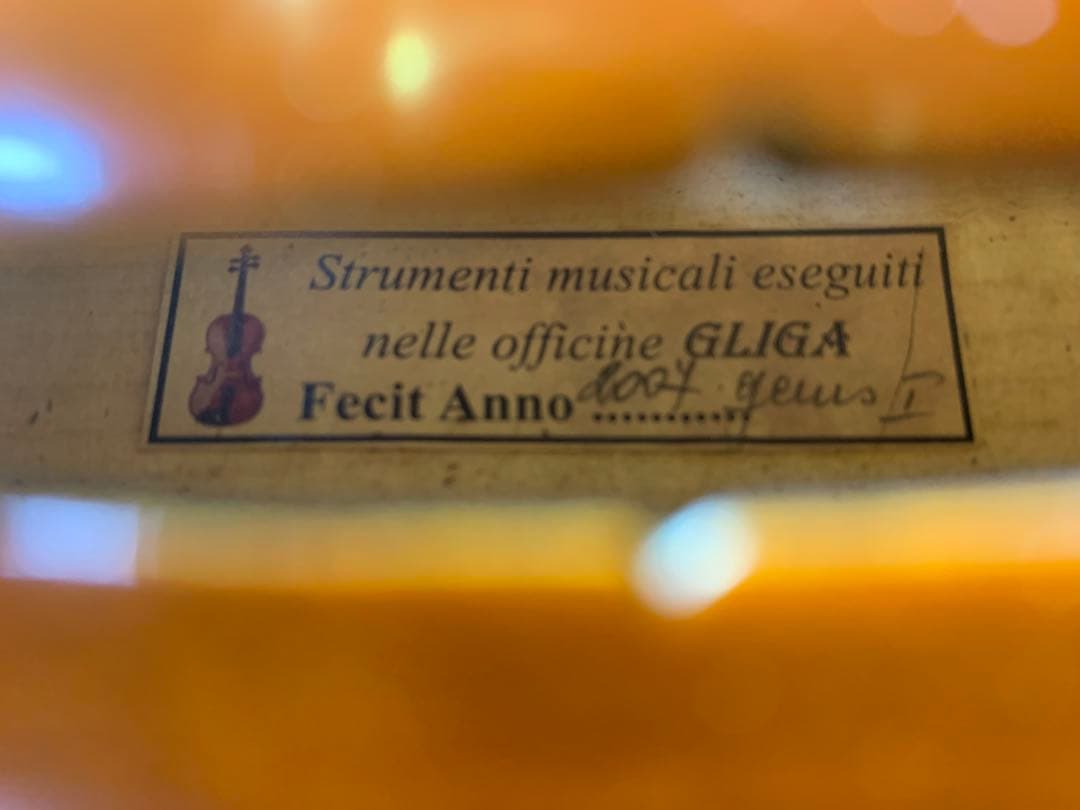 Strumenti musicali eseguiti
nelle officine GLIGA
Fecit Anno 2007 gems I